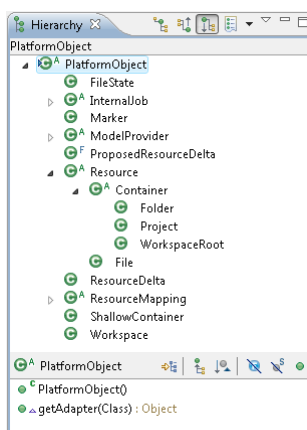 Hierarchy
PlatformObject
PlatformObject
FileState
InternalJob
Marker
ModelProvider
ProposedResourceDelta
Resource
Container
Folder
Project
WorkspaceRoot
File
ResourceDelta
ResourceMapping
ShallowContainer
Workspace
PlatformObject
PlatformObject()
getAdapter(Class) : Object